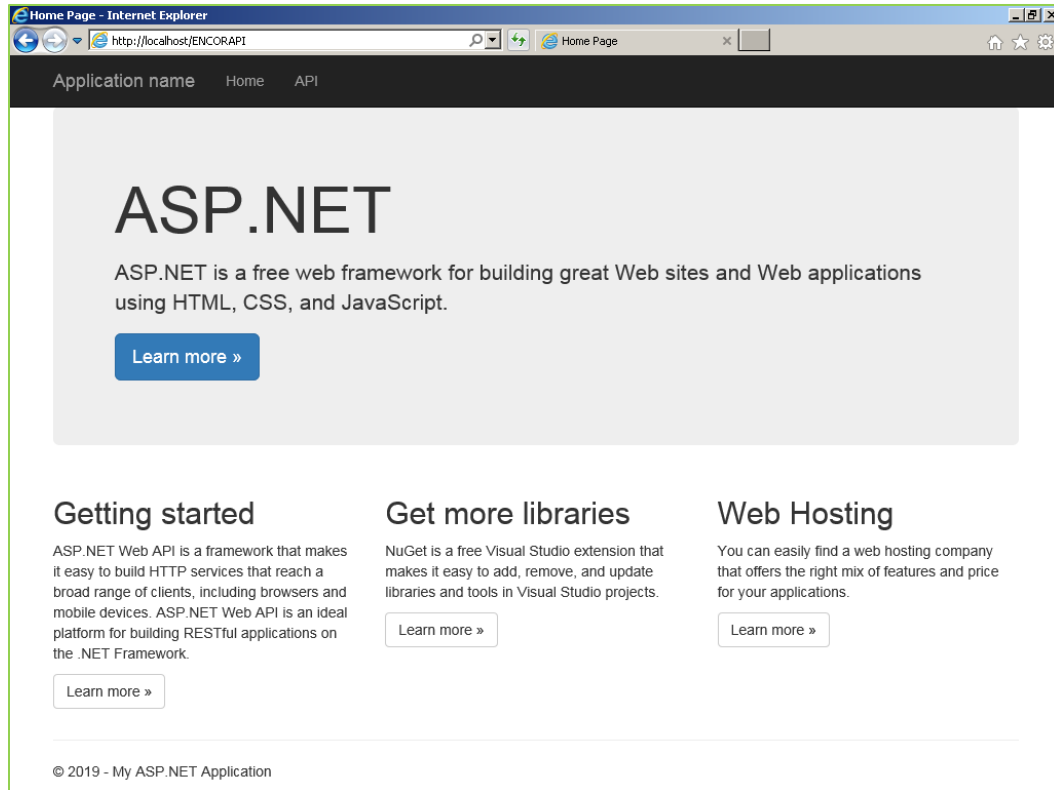 Home Page - Internet Explorer
http://localhost/ENCORAPI
Home Page
Application name Home API
ASP.NET
ASP.NET is a free web framework for building great Web sites and Web applications
using HTML, CSS, and JavaScript.
Learn more »
Getting started
ASP.NET Web API is a framework that makes
it easy to build HTTP services that reach a
broad range of clients, including browsers and
mobile devices. ASP.NET Web API is an ideal
platform for building RESTful applications on
the .NET Framework.
Learn more »
Get more libraries
NuGet is a free Visual Studio extension that
makes it easy to add, remove, and update
libraries and tools in Visual Studio projects.
Learn more »
Web Hosting
You can easily find a web hosting company
that offers the right mix of features and price
for your applications.
Learn more »
© 2019 - My ASP.NET Application